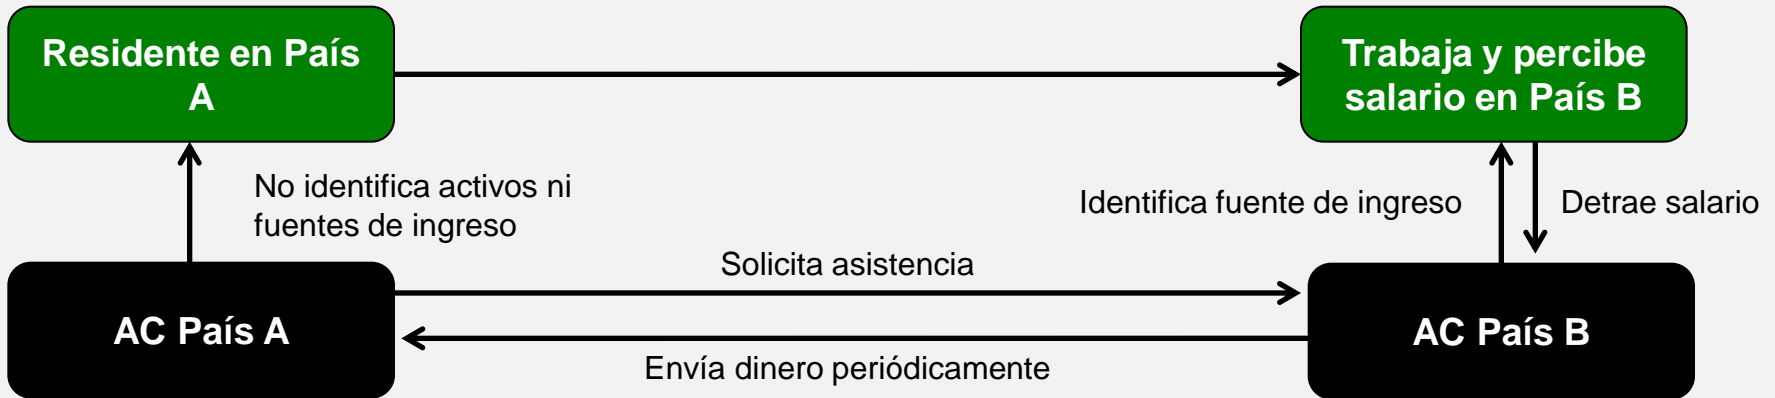 Residente en País
A
Trabaja y percibe
salario en País B
No identifica activos ni
fuentes de ingreso
Identifica fuente de ingreso
Detrae salario
Solicita asistencia
AC País A
AC País B
Envía dinero periódicamente